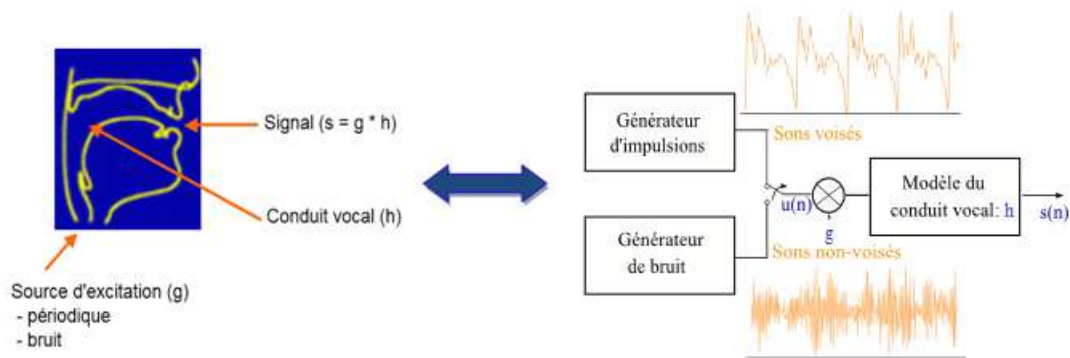 Signal (s = g * h)
Conduit vocal (h)
Source d'excitation (g)
- périodique
- bruit
Générateur
d'impulsions
Sons voisés
Générateur
de bruit
Sons non-voisés
u(n)
g
Modèle du
conduit vocal: h
s(n)